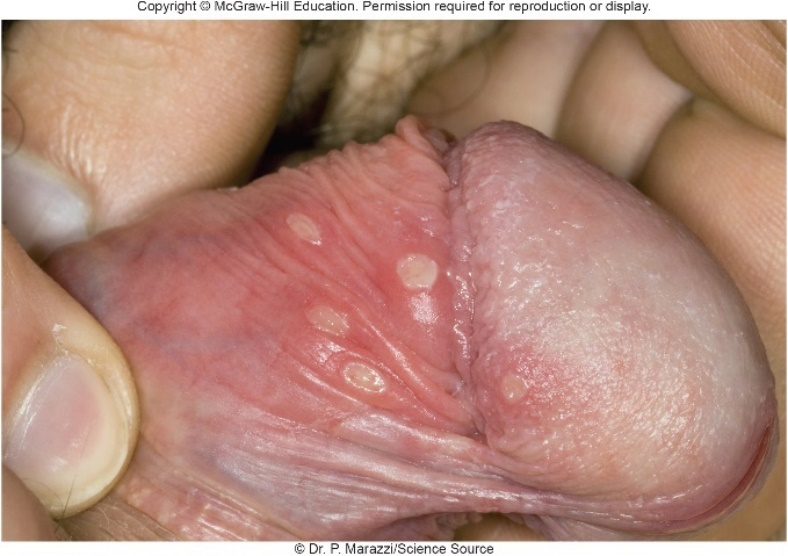 Copyright © McGraw-Hill Education. Permission required for reproduction or display.
© Dr. P. Marazzi/Science Source